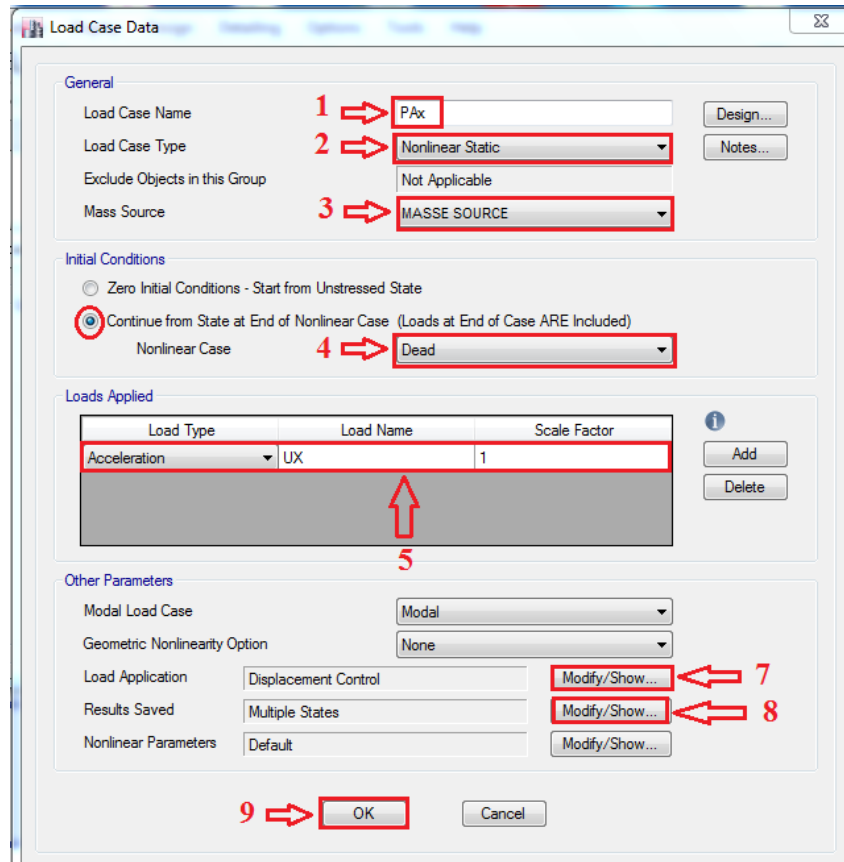 Load Case Data
Detailing Options Tools Help
General
Load Case Name 1 PAx Design...
Load Case Type 2 Nonlinear Static Notes...
Exclude Objects in this Group Not Applicable
Mass Source 3 MASSE SOURCE
Initial Conditions
Zero Initial Conditions - Start from Unstressed State
Continue from State at End of Nonlinear Case (Loads at End of Case ARE Included)
Nonlinear Case 4 Dead
Loads Applied
Load Type Load Name Scale Factor
Acceleration UX 1 Add
Delete
5
Other Parameters
Modal Load Case Modal
Geometric Nonlinearity Option None
Load Application Displacement Control Modify/Show... 7
Results Saved Multiple States Modify/Show... 8
Nonlinear Parameters Default Modify/Show...
9 OK Cancel